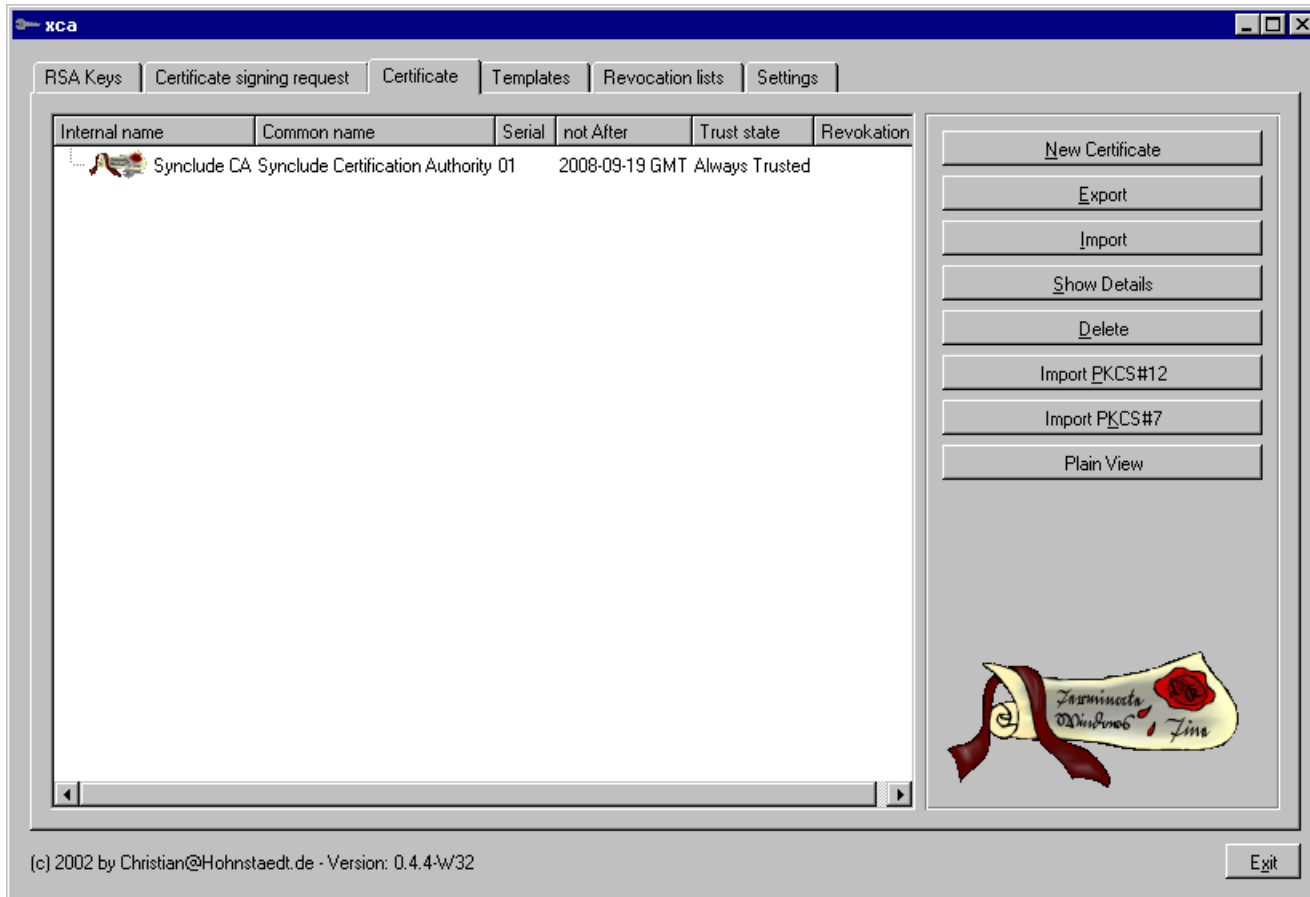 xca
RSA Keys Certificate signing request Certificate Templates Revocation lists Settings
Internal name Common name Serial not After Trust state Revokation
Synclude CA Synclude Certification Authority 01 2008-09-19 GMT Always Trusted
New Certificate
Export
Import
Show Details
Delete
Import PKCS#12
Import PKCS#7
Plain View
Terminate
Windows
(c) 2002 by Christian@Hohnstaedt.de - Version: 0.4.4-W32
Exit